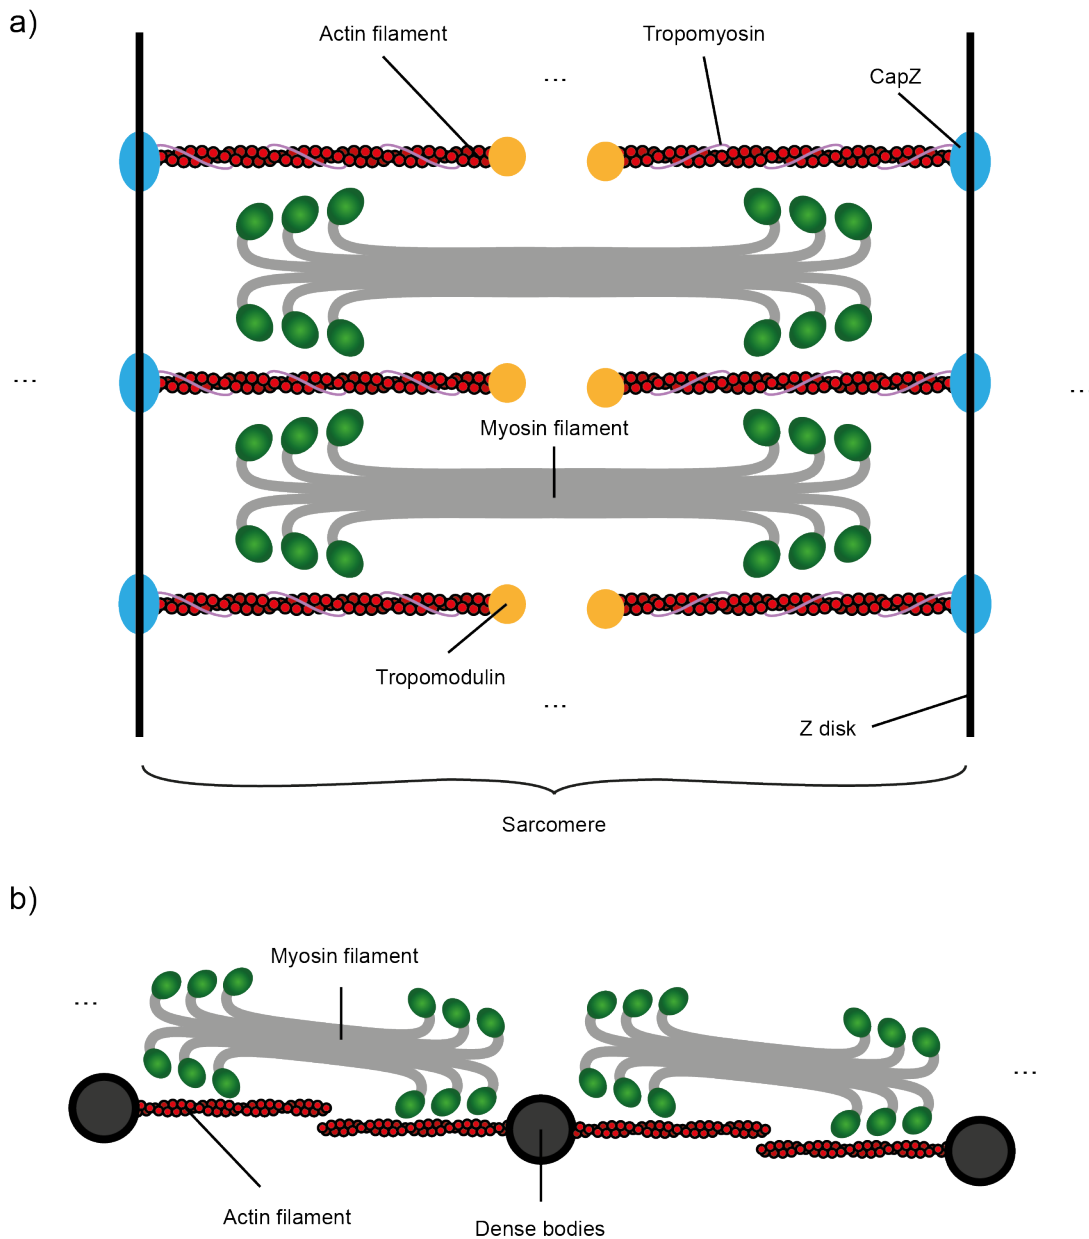 a)
Actin filament
Tropomyosin
...
CapZ
...
...
Myosin filament
Tropomodulin
...
Z disk
Sarcomere
b)
Myosin filament
...
...
Actin filament
Dense bodies